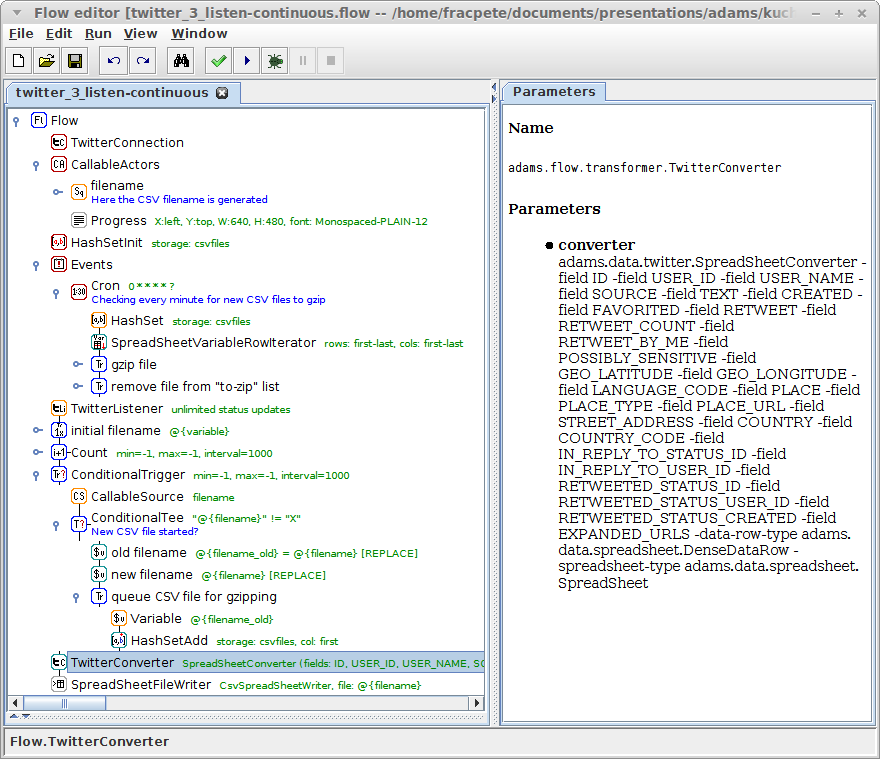 Flow editor [twitter_3_listen-continuous.flow -- /home/fracpete/documents/presentations/adams/kuch
File Edit Run View Window
twitter_3_listen-continuous
Flow
TwitterConnection
CallableActors
filename
Here the CSV filename is generated
Progress X:left, Y:top, W:640, H:480, font: Monospaced-PLAIN-12
HashSetInit storage: csvfiles
Events
Cron 0 * * * * ?
Checking every minute for new CSV files to gzip
HashSet storage: csvfiles
SpreadSheetVariableRowIterator rows: first-last, cols: first-last
gzip file
remove file from "to-zip" list
TwitterListener unlimited status updates
initial filename @{variable}
Count min=-1, max=-1, interval=1000
ConditionalTrigger min=-1, max=-1, interval=1000
CallableSource filename
ConditionalTee "@{filename}" != "X"
New CSV file started?
old filename @{filename_old} = @{filename} [REPLACE]
new filename @{filename} [REPLACE]
queue CSV file for gzipping
Variable @{filename_old}
HashSetAdd storage: csvfiles, col: first
TwitterConverter SpreadSheetConverter (fields: ID, USER_ID, USER_NAME, SO
SpreadSheetFileWriter CsvSpreadSheetWriter, file: @{filename}
Parameters
Name
adams.flow.transformer.TwitterConverter
Parameters
converter
adams.data.twitter.SpreadSheetConverter -
field ID -field USER_ID -field USER_NAME -
field SOURCE -field TEXT -field CREATED -
field FAVORITED -field RETWEET -field
RETWEET_COUNT -field
RETWEET_BY_ME -field
POSSIBLY_SENSITIVE -field
GEO_LATITUDE -field GEO_LONGITUDE -
field LANGUAGE_CODE -field PLACE -field
PLACE_TYPE -field PLACE_URL -field
STREET_ADDRESS -field COUNTRY -field
COUNTRY_CODE -field
IN_REPLY_TO_STATUS_ID -field
IN_REPLY_TO_USER_ID -field
RETWEETED_STATUS_ID -field
RETWEETED_STATUS_USER_ID -field
RETWEETED_STATUS_CREATED -field
EXPANDED_URLS -data-row-type adams.
data.spreadsheet.DenseDataRow -
spreadsheet-type adams.data.spreadsheet.
SpreadSheet
Flow.TwitterConverter